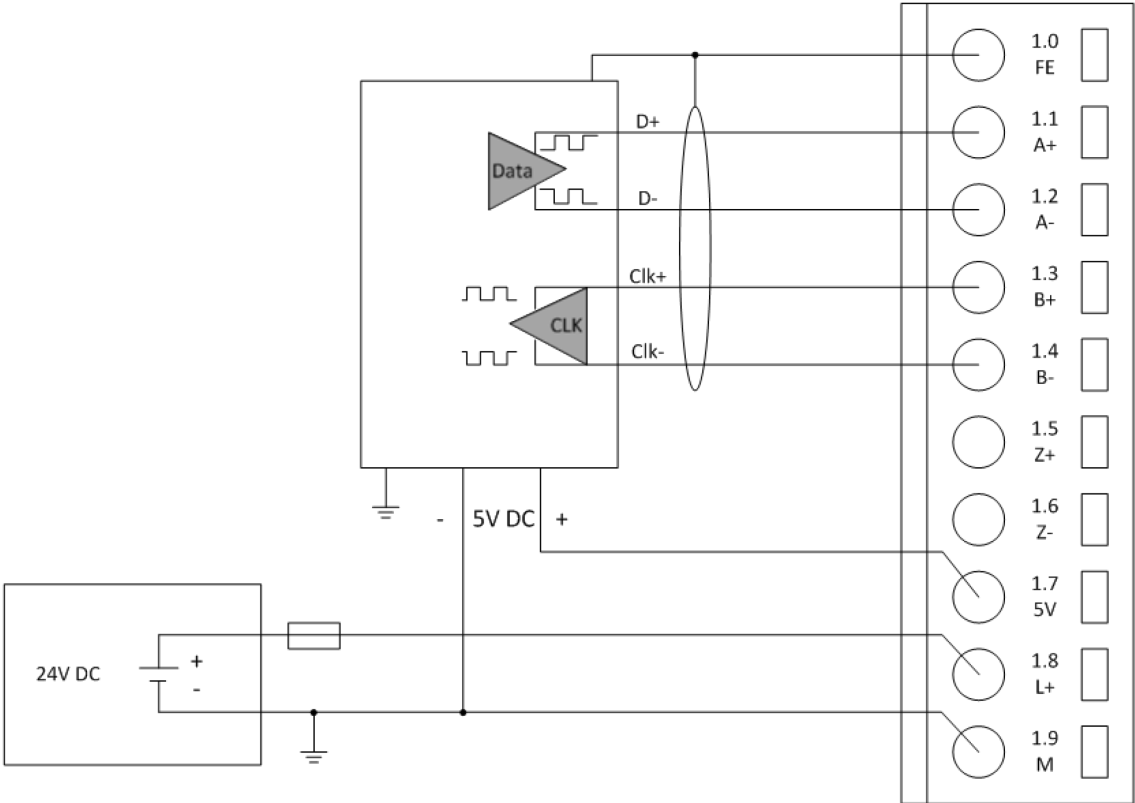 1.0
FE
D+
1.1
A+
Data
D-
1.2
A-
Clk+
1.3
B+
CLK
Clk-
1.4
B-
1.5
Z+
1.6
Z-
- 5V DC +
1.7
5V
24V DC
+
-
1.8
L+
1.9
M